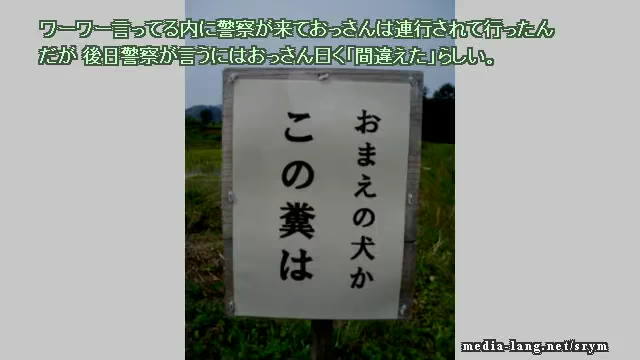 ワーワー言ってる内に警察が来ておっさんは連行されて行ったん
だが 後日警察が言うにはおっさん曰く「間違えた」らしい。
おまえの犬か
この糞は
media-lang.net/srym